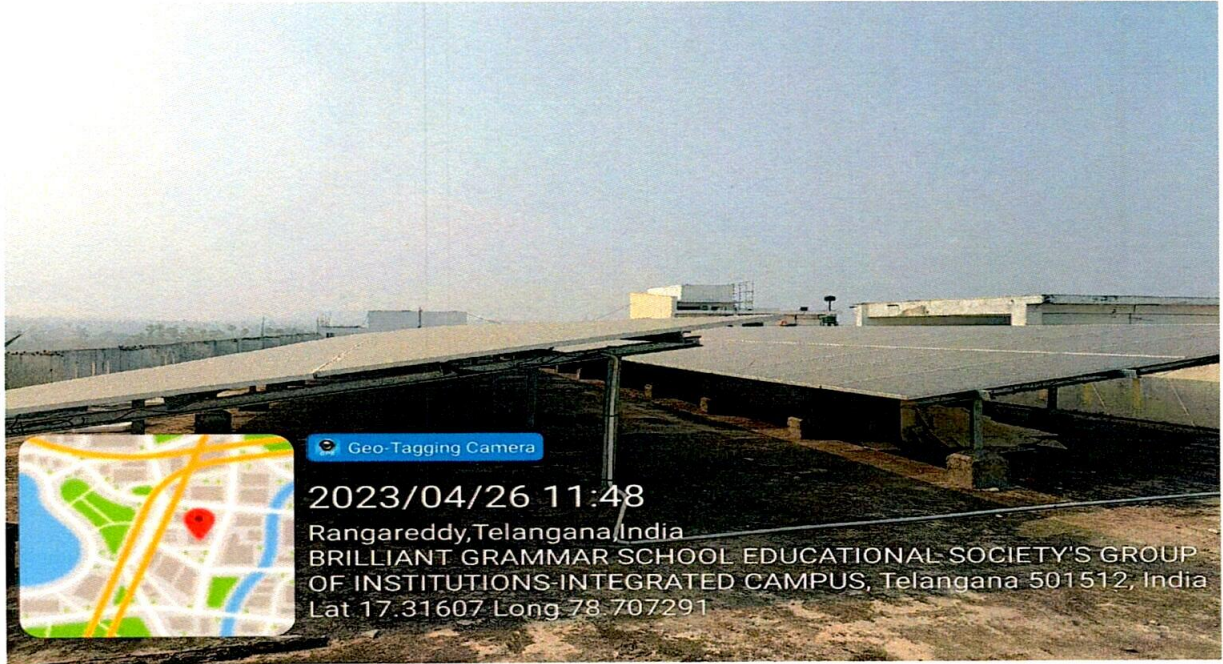 Geo-Tagging Camera
2023/04/26 11:48
Rangareddy,Telangana,India
BRILLIANT GRAMMAR SCHOOL EDUCATIONAL SOCIETY'S GROUP
OF INSTITUTIONS-INTEGRATED CAMPUS, Telangana 501512, India
Lat 17.31607 Long 78.707291